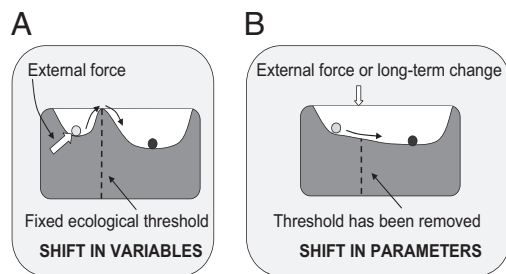 A
External force
Fixed ecological threshold
SHIFT IN VARIABLES
B
External force or long-term change
Threshold has been removed
SHIFT IN PARAMETERS